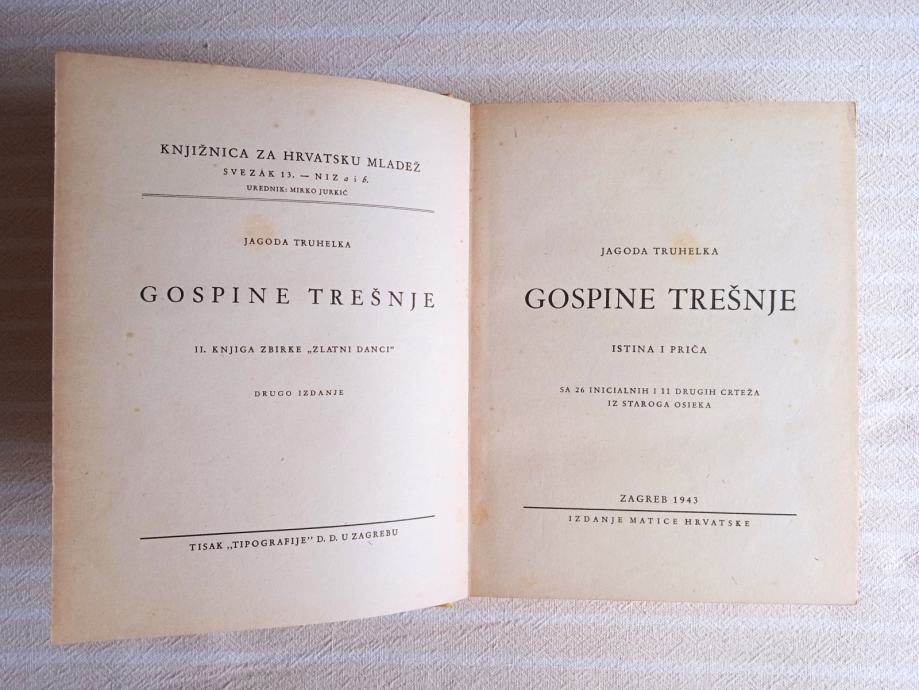 KNJIŽNICA ZA HRVATSKU MLADEŽ
SVEZAK 13. — NIZ a i b.
UREDNIK: MIRKO JURKIĆ
JAGODA TRUHELKA
GOSPINE TREŠNJE
II. KNJIGA ZBIRKE „ZLATNI DANCI"
DRUGO IZDANJE
TISAK „TIPOGRAFIJE" D. D. U ZAGREBU
JAGODA TRUHELKA
GOSPINE TREŠNJE
ISTINA I PRIČA
SA 26 INICIALNIH I 11 DRUGIH CRTEŽA
IZ STAROGA OSIEKA
ZAGREB 1943
IZDANJE MATICE HRVATSKE